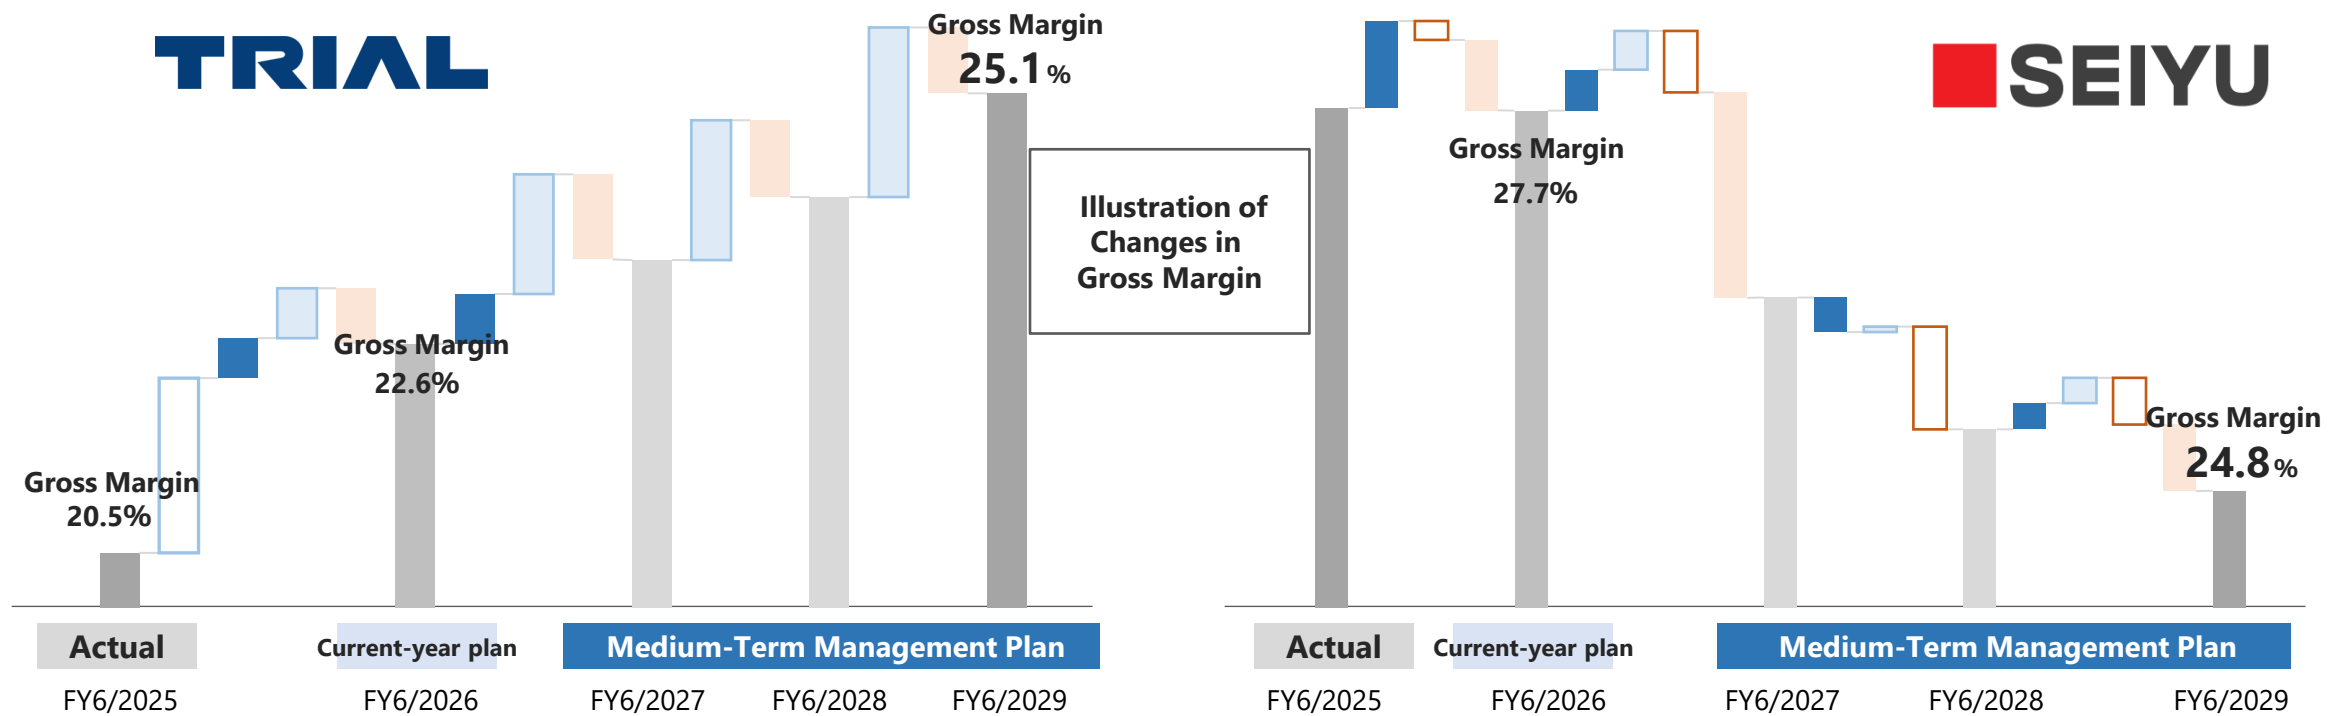 TRIAL
Gross Margin
25.1%
SEIYU
Gross Margin
27.7%
Illustration of
Changes in
Gross Margin
Gross Margin
22.6%
Gross Margin
24.8%
Gross Margin
20.5%
Actual
Current-year plan
Medium-Term Management Plan
Actual
Current-year plan
Medium-Term Management Plan
FY6/2025
FY6/2026
FY6/2027
FY6/2028
FY6/2029
FY6/2025
FY6/2026
FY6/2027
FY6/2028
FY6/2029